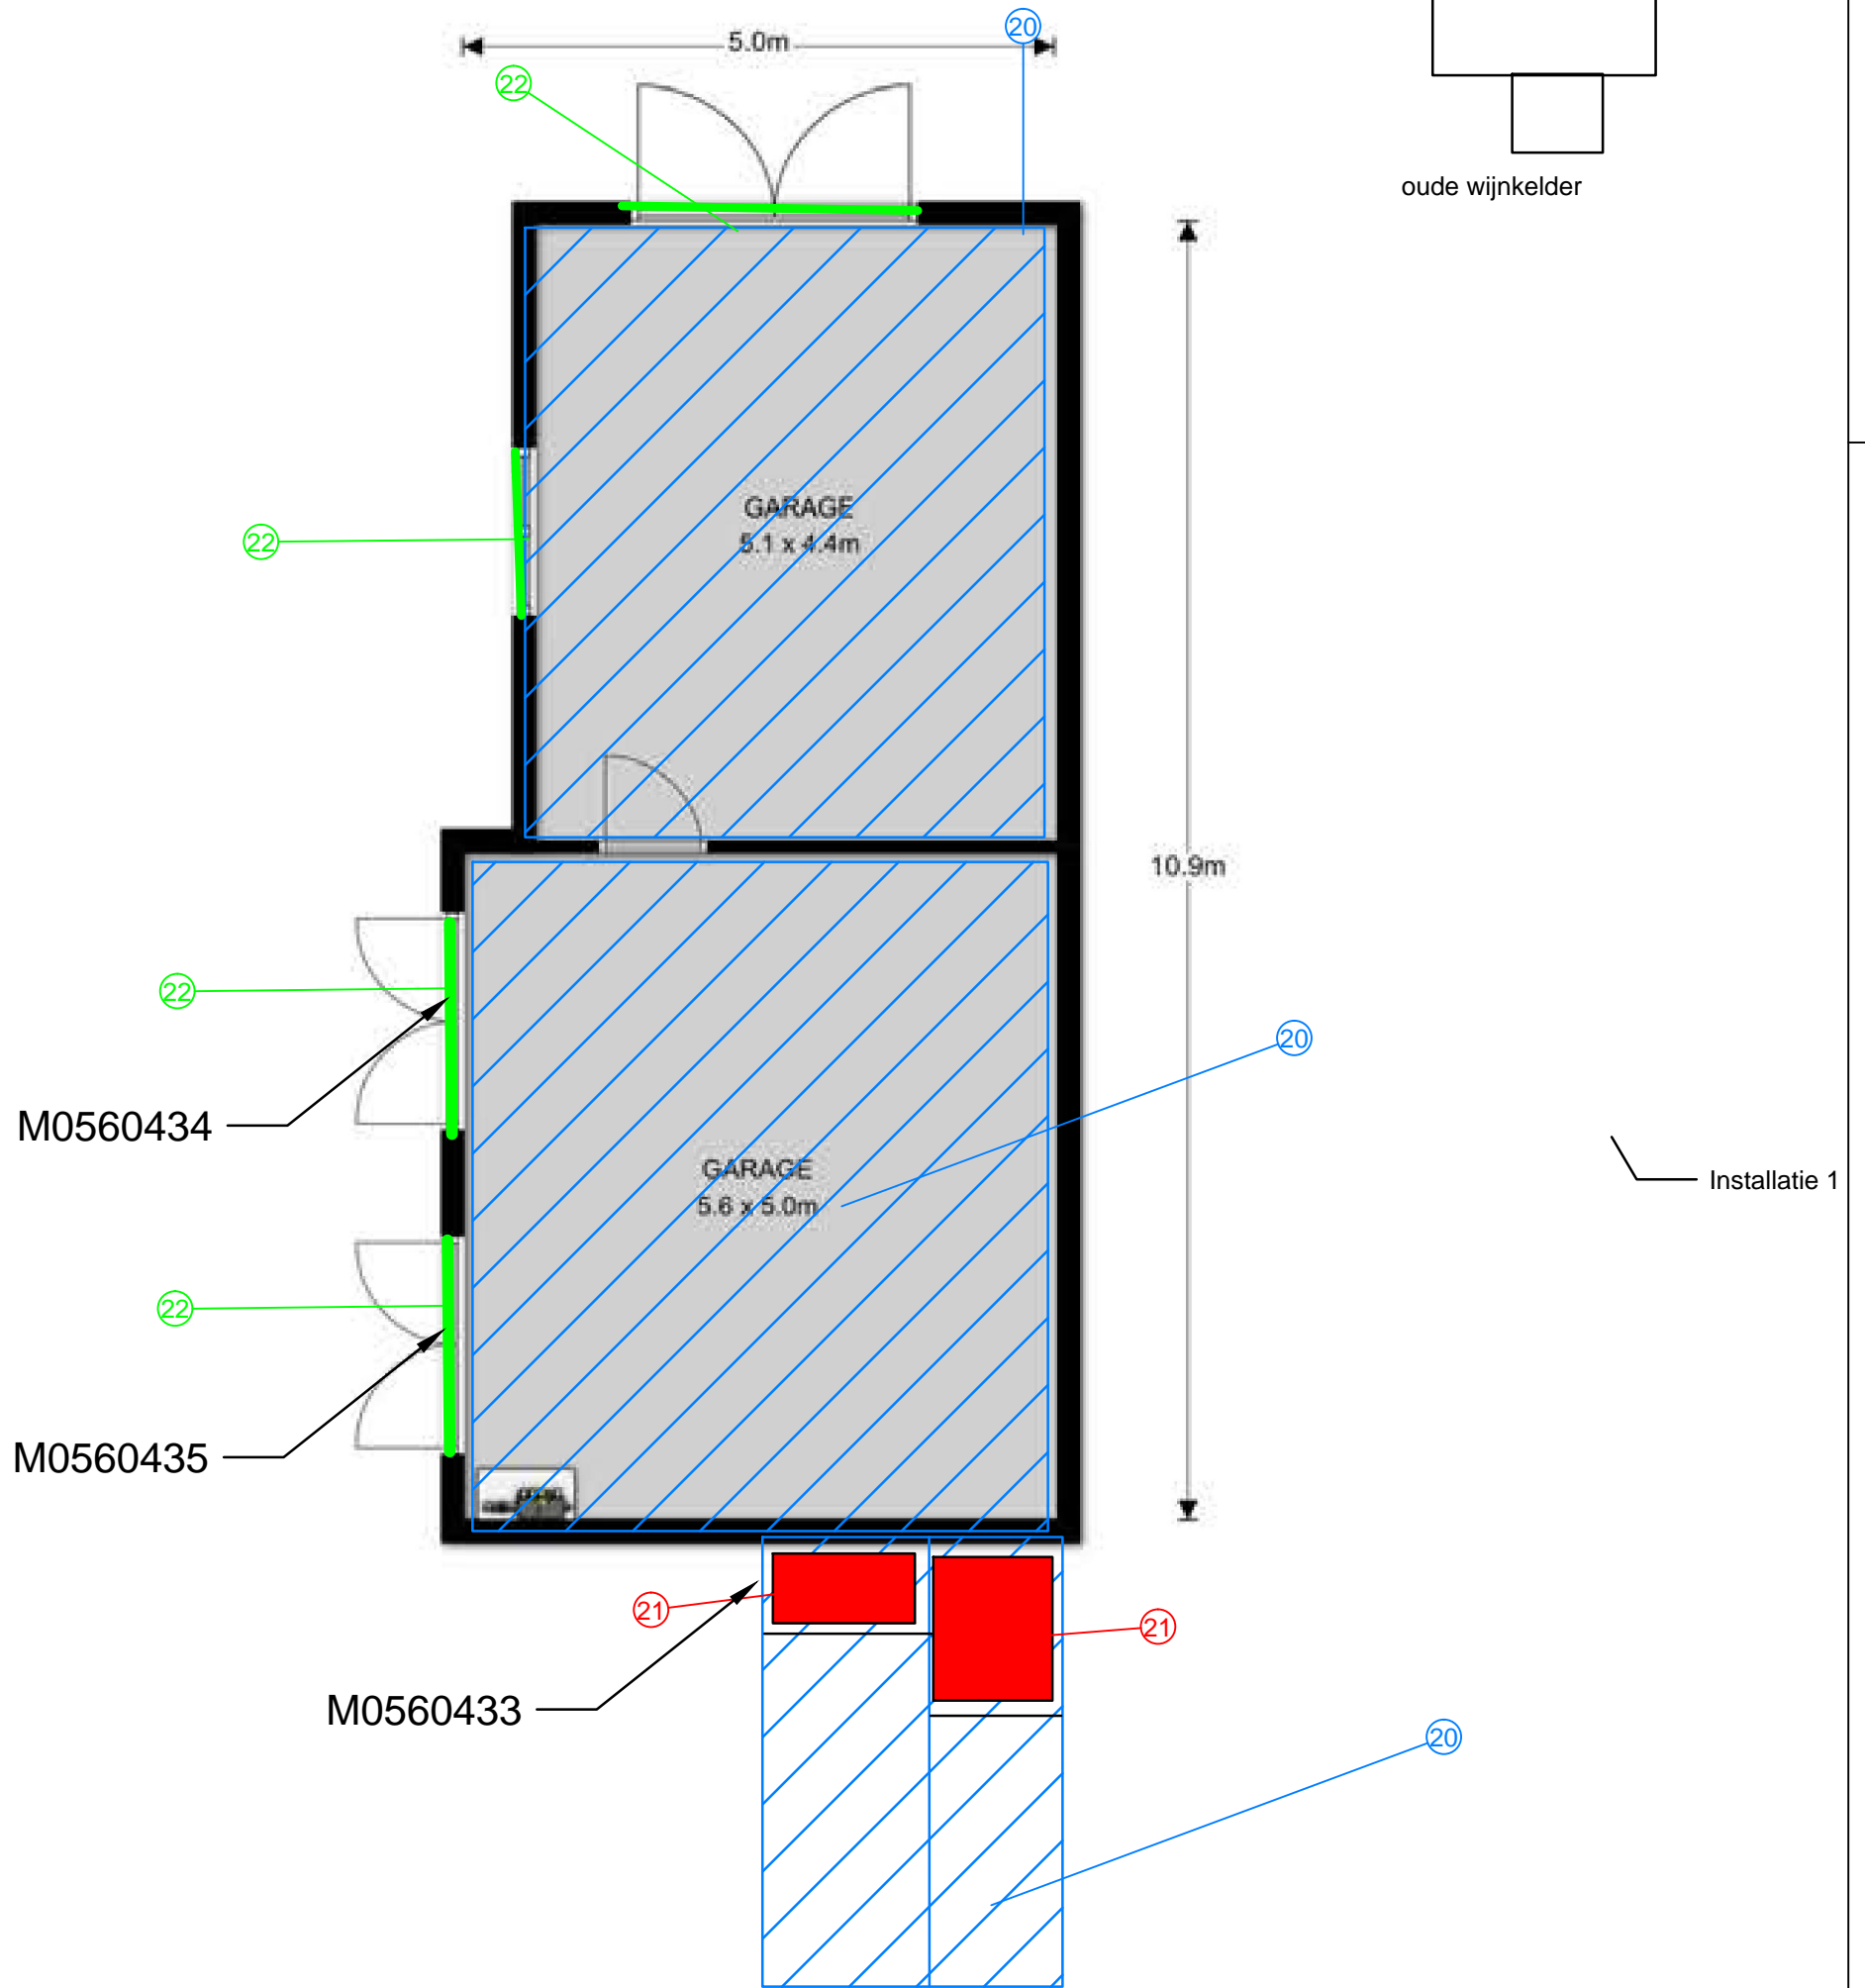 20
5.0m
22
oude wijnkelder
GARAGE
5.1 x 4.4m
22
10.9m
22
20
M0560434
GARAGE
5.6 x 5.0m
Installatie 1
22
M0560435
21
21
M0560433
20